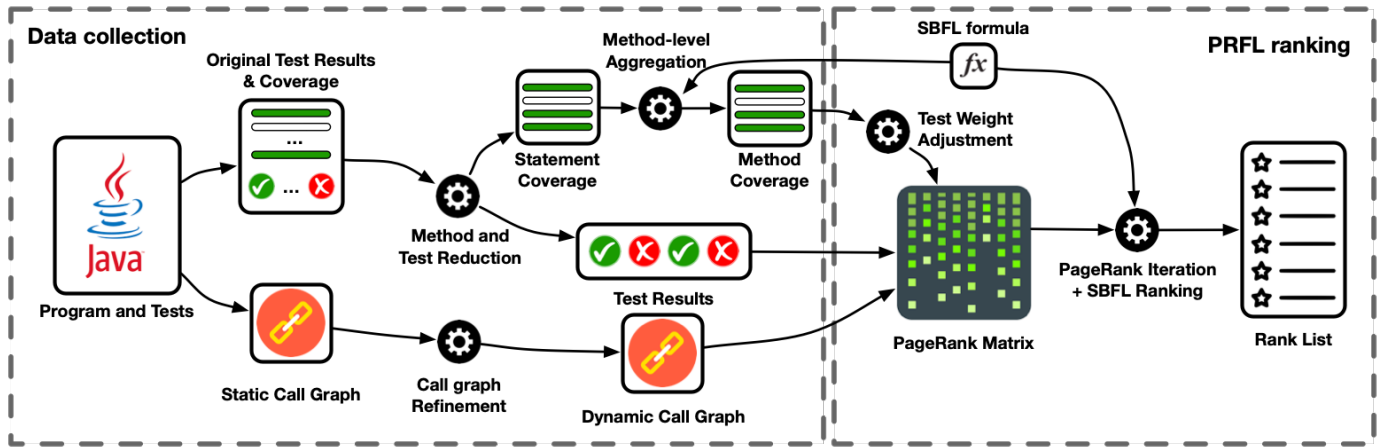 Data collection
PRFL ranking
SBFL formula
fx
Original Test Results
& Coverage
...
...
Method-level
Aggregation
Statement
Coverage
Method
Coverage
Test Weight
Adjustment
Java
Program and Tests
Method and
Test Reduction
Test Results
PageRank Matrix
PageRank Iteration
+ SBFL Ranking
Rank List
Static Call Graph
Call graph
Refinement
Dynamic Call Graph